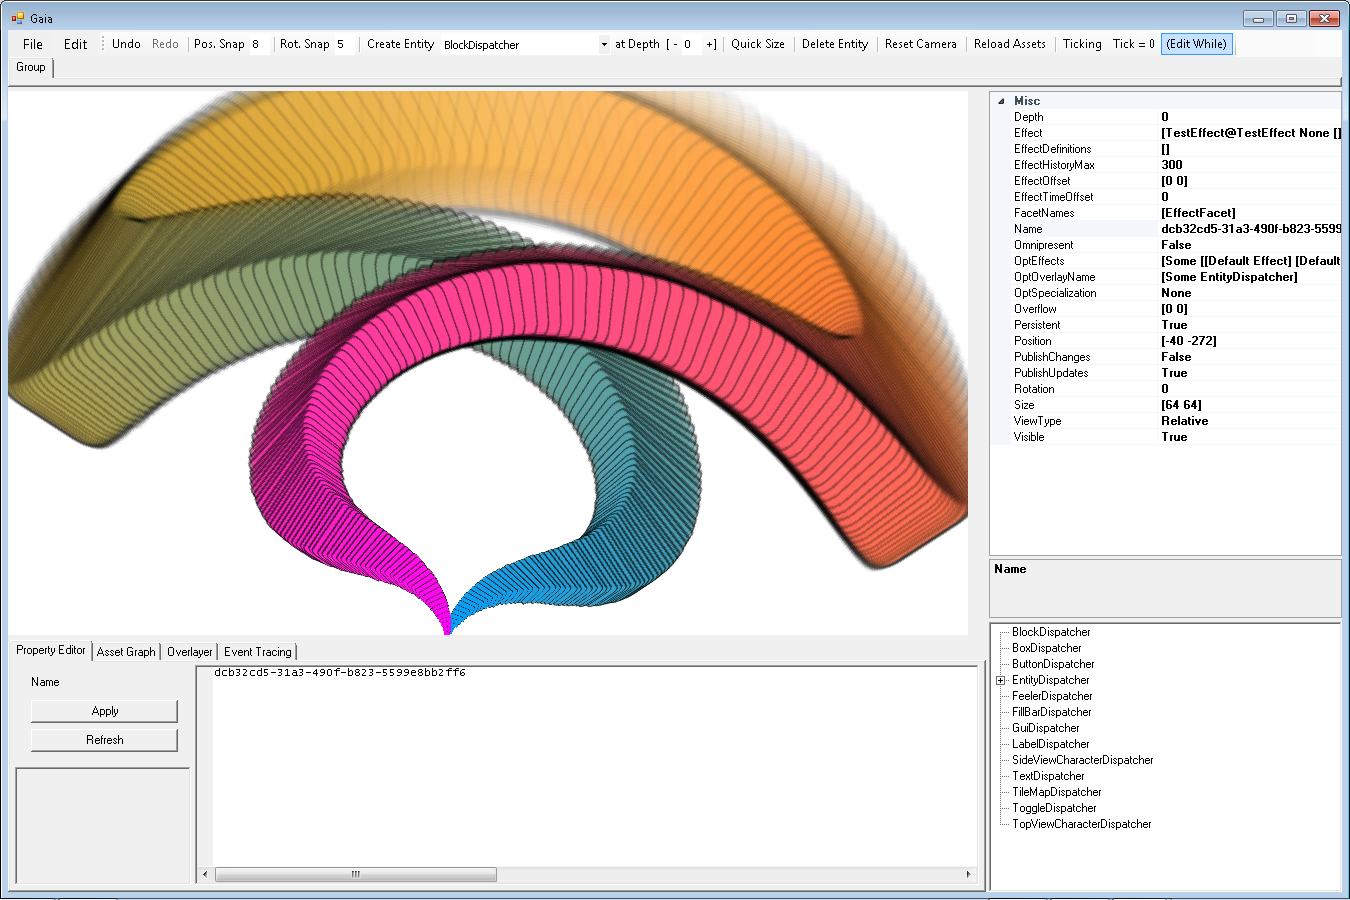 Gaia
File Edit Undo Redo Pos. Snap 8 Rot. Snap 5 Create Entity BlockDispatcher at Depth [ - 0 +] Quick Size Delete Entity Reset Camera Reload Assets Ticking Tick = 0 (Edit While)
Group
Misc
Depth 0
Effect [TestEffect@TestEffect None []
EffectDefinitions []
EffectHistoryMax 300
EffectOffset [0 0]
EffectTimeOffset 0
FacetNames [EffectFacet]
Name dcb32cd5-31a3-490f-b823-5599
Omnipresent False
OptEffects [Some [[Default Effect] [Default
OptOverlayName [Some EntityDispatcher]
OptSpecialization None
Overflow [0 0]
Persistent True
Position [-40 -272]
PublishChanges False
PublishUpdates True
Rotation 0
Size [64 64]
ViewType Relative
Visible True
Name
BlockDispatcher
BoxDispatcher
ButtonDispatcher
EntityDispatcher
FeelerDispatcher
FillBarDispatcher
GuiDispatcher
LabelDispatcher
SideViewCharacterDispatcher
TextDispatcher
TileMapDispatcher
ToggleDispatcher
TopViewCharacterDispatcher
Property Editor Asset Graph Overlayer Event Tracing
Name
Apply
Refresh
dcb32cd5-31a3-490f-b823-5599e8bb2ff6